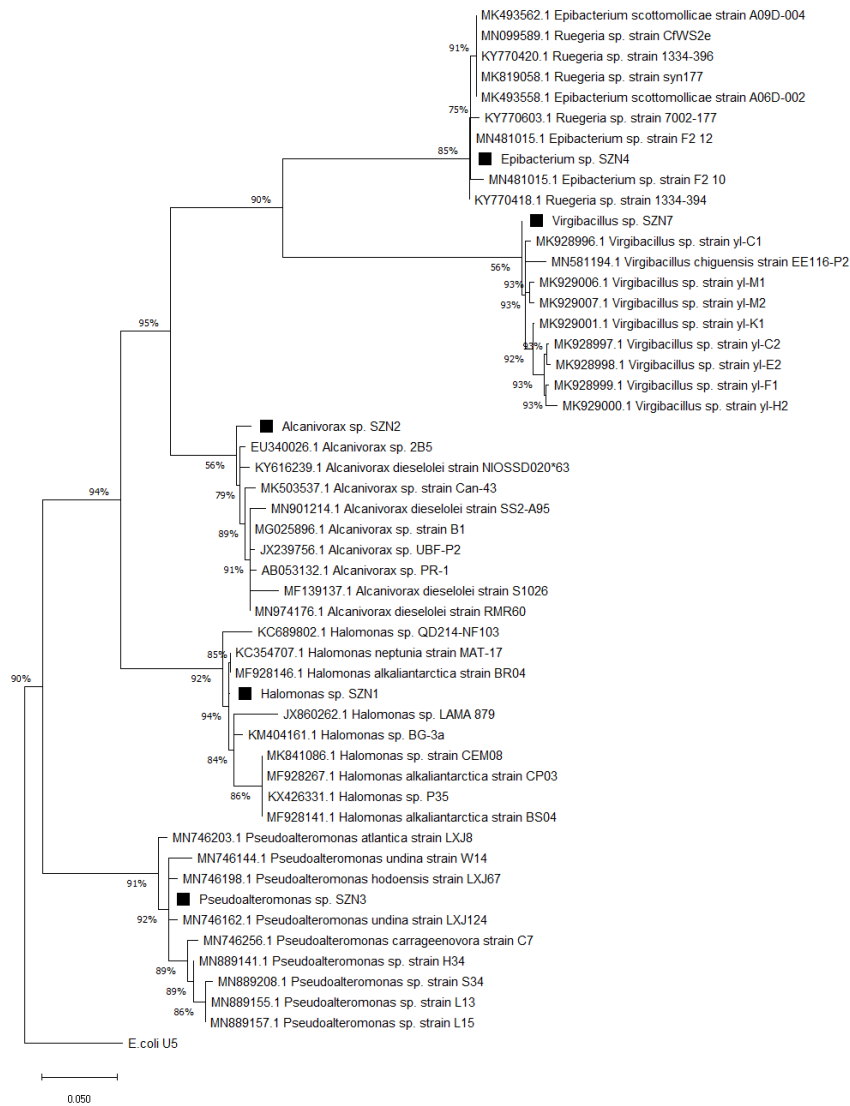 MK493562.1 Epibacterium scottomollicae strain A09D-004
MN099589.1 Ruegeria sp. strain CfWS2e
91%
KY770420.1 Ruegeria sp. strain 1334-396
MK819058.1 Ruegeria sp. strain syn177
MK493558.1 Epibacterium scottomollicae strain A06D-002
75%
KY770603.1 Ruegeria sp. strain 7002-177
MN481015.1 Epibacterium sp. strain F2 12
85%
Epibacterium sp. SZN4
MN481015.1 Epibacterium sp. strain F2 10
90%
KY770418.1 Ruegeria sp. strain 1334-394
Virgibacillus sp. SZN7
MK928996.1 Virgibacillus sp. strain yl-C1
56%
MN581194.1 Virgibacillus chiguensis strain EE116-P2
93%
MK929006.1 Virgibacillus sp. strain yl-M1
93%
MK929007.1 Virgibacillus sp. strain yl-M2
95%
MK929001.1 Virgibacillus sp. strain yl-K1
93%
MK928997.1 Virgibacillus sp. strain yl-C2
92%
MK928998.1 Virgibacillus sp. strain yl-E2
93%
MK928999.1 Virgibacillus sp. strain yl-F1
93%
MK929000.1 Virgibacillus sp. strain yl-H2
Alcanivorax sp. SZN2
EU340026.1 Alcanivorax sp. 2B5
56%
KY616239.1 Alcanivorax dieselolei strain NIOSSD020*63
79%
MK503537.1 Alcanivorax sp. strain Can-43
94%
MN901214.1 Alcanivorax dieselolei strain SS2-A95
89%
MG025896.1 Alcanivorax sp. strain B1
JX239756.1 Alcanivorax sp. UBF-P2
91%
AB053132.1 Alcanivorax sp. PR-1
MF139137.1 Alcanivorax dieselolei strain S1026
MN974176.1 Alcanivorax dieselolei strain RMR60
KC689802.1 Halomonas sp. QD214-NF103
85%
KC354707.1 Halomonas neptunia strain MAT-17
92%
MF928146.1 Halomonas alkaliantarctica strain BR04
90%
Halomonas sp. SZN1
94%
JX860262.1 Halomonas sp. LAMA 879
KM404161.1 Halomonas sp. BG-3a
84%
MK841086.1 Halomonas sp. strain CEM08
MF928267.1 Halomonas alkaliantarctica strain CP03
86%
KX426331.1 Halomonas sp. P35
MF928141.1 Halomonas alkaliantarctica strain BS04
MN746203.1 Pseudoalteromonas atlantica strain LXJ8
MN746144.1 Pseudoalteromonas undina strain W14
91%
MN746198.1 Pseudoalteromonas hodoensis strain LXJ67
Pseudoalteromonas sp. SZN3
92%
MN746162.1 Pseudoalteromonas undina strain LXJ124
MN746256.1 Pseudoalteromonas carrageenovora strain C7
89%
MN889141.1 Pseudoalteromonas sp. strain H34
MN889208.1 Pseudoalteromonas sp. strain S34
89%
MN889155.1 Pseudoalteromonas sp. strain L13
86%
MN889157.1 Pseudoalteromonas sp. strain L15
E.coli U5
0.050